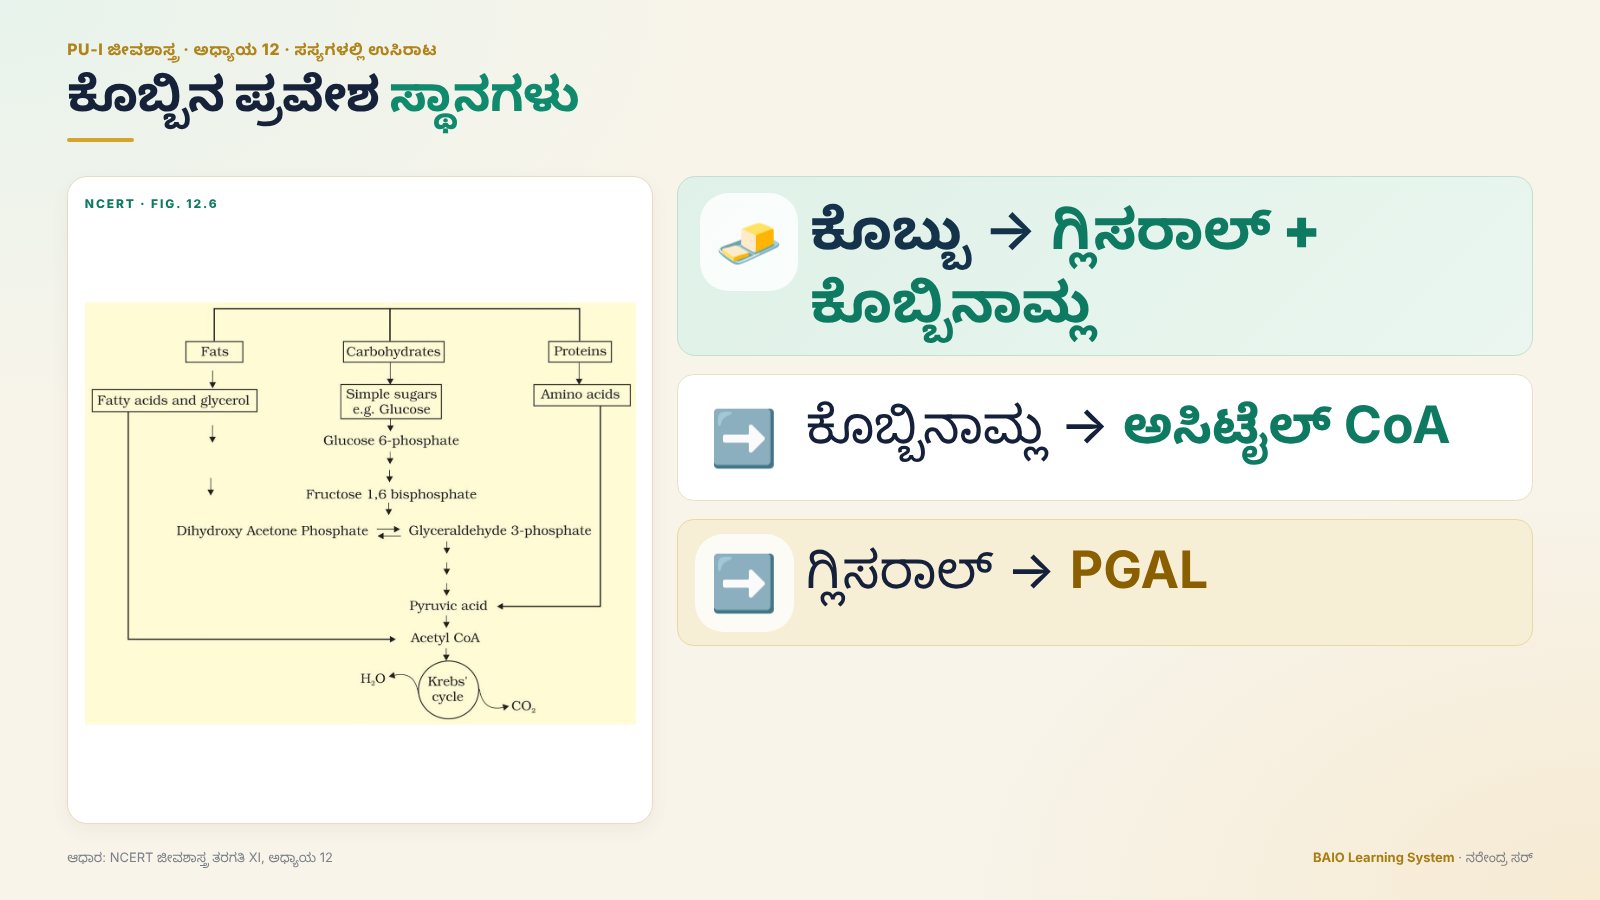 PU-I ಜೀವಶಾಸ್ತ್ರ · ಅಧ್ಯಾಯ 12 · ಸಸ್ಯಗಳಲ್ಲಿ ಉಸಿರಾಟ
ಕೊಬ್ಬಿನ ಪ್ರವೇಶ ಸ್ಥಾನಗಳು
NCERT · FIG. 12.6
Fats
Carbohydrates
Proteins
Fatty acids and glycerol
Simple sugars
e.g. Glucose
Amino acids
Glucose 6-phosphate
Fructose 1,6 bisphosphate
Dihydroxy Acetone Phosphate
Glyceraldehyde 3-phosphate
Pyruvic acid
Acetyl CoA
H₂O
Krebs'
cycle
CO₂
ಕೊಬ್ಬು → ಗ್ಲಿಸರಾಲ್ +
ಕೊಬ್ಬಿನಾಮ್ಲ
ಕೊಬ್ಬಿನಾಮ್ಲ → ಅಸಿಟೈಲ್ CoA
ಗ್ಲಿಸರಾಲ್ → PGAL
ಆಧಾರ: NCERT ಜೀವಶಾಸ್ತ್ರ ತರಗತಿ XI, ಅಧ್ಯಾಯ 12
BAIO Learning System · ನರೇಂದ್ರ ಸರ್